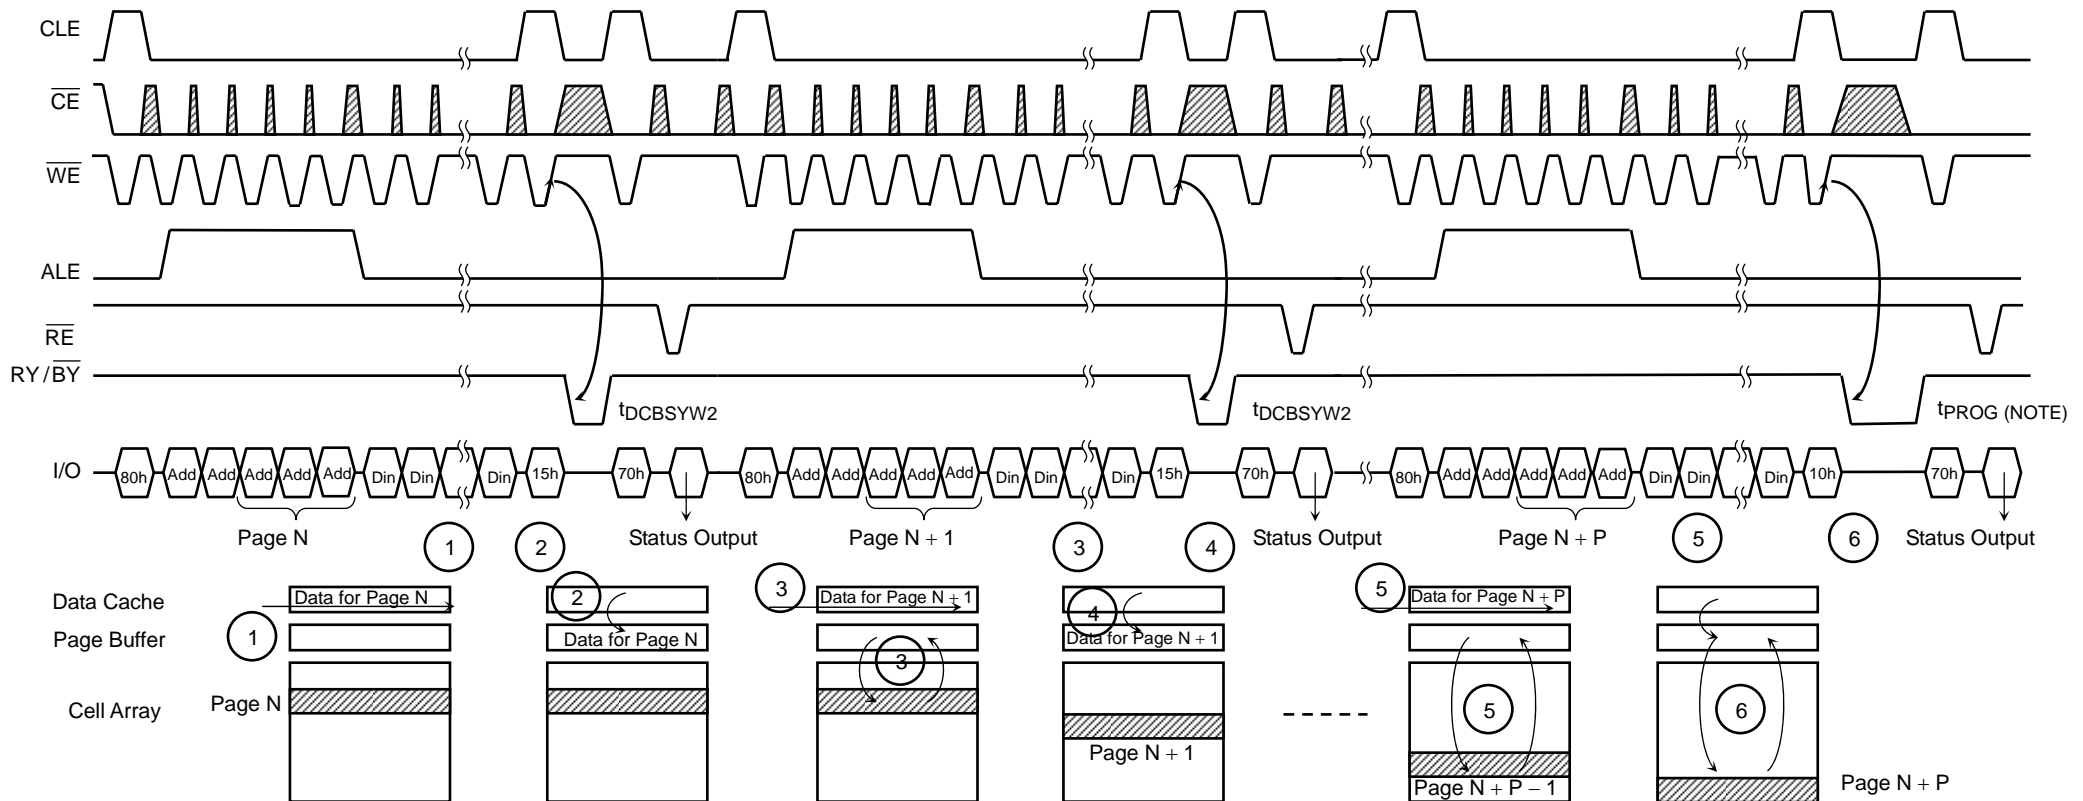 CLE
CE
WE
ALE
RE
RY/BY
tDCBSYW2 tDCBSYW2 tPROG (NOTE)
I/O 80h Add Add Add Add Add Din Din Din 15h 70h 80h Add Add Add Add Add Din Din Din 15h 70h 80h Add Add Add Add Add Din Din Din 10h 70h
Page N 1 2 Status Output Page N + 1 3 4 Status Output Page N + P 5 6 Status Output
Data Cache Data for Page N 2 3 Data for Page N + 1 4 5 Data for Page N + P
Page Buffer 1 Data for Page N 3 Data for Page N + 1
Cell Array Page N 5 6
Page N + 1
Page N + P − 1 Page N + P